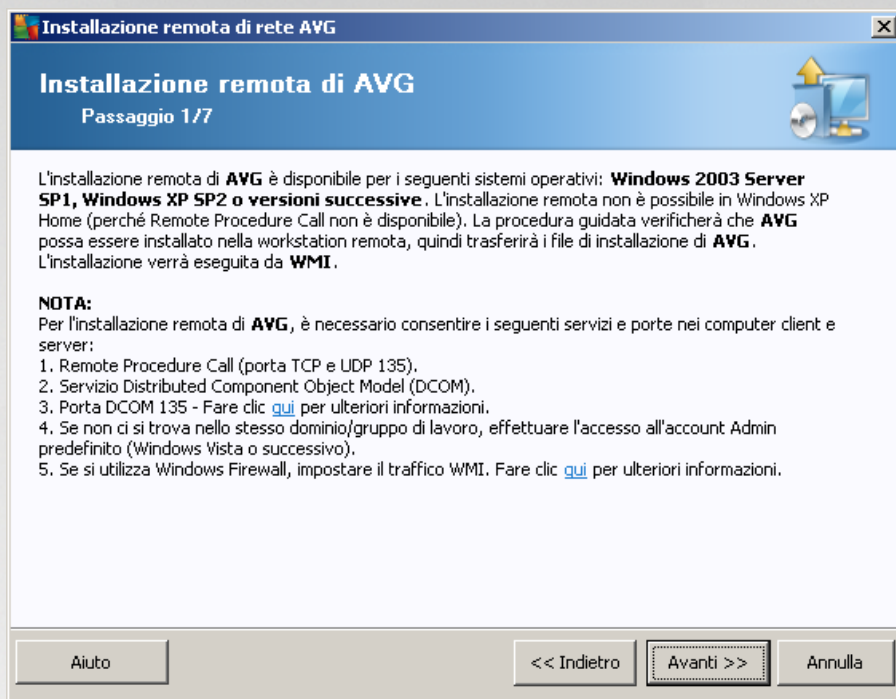 Installazione remota di rete AVG
Installazione remota di AVG
Passaggio 1/7
L'installazione remota di AVG è disponibile per i seguenti sistemi operativi: Windows 2003 Server
SP1, Windows XP SP2 o versioni successive. L'installazione remota non è possibile in Windows XP
Home (perché Remote Procedure Call non è disponibile). La procedura guidata verificherà che AVG
possa essere installato nella workstation remota, quindi trasferirà i file di installazione di AVG.
L'installazione verrà eseguita da WMI.
NOTA:
Per l'installazione remota di AVG, è necessario consentire i seguenti servizi e porte nei computer client e
server:
1. Remote Procedure Call (porta TCP e UDP 135).
2. Servizio Distributed Component Object Model (DCOM).
3. Porta DCOM 135 - Fare clic qui per ulteriori informazioni.
4. Se non ci si trova nello stesso dominio/gruppo di lavoro, effettuare l'accesso all'account Admin
predefinito (Windows Vista o successivo).
5. Se si utilizza Windows Firewall, impostare il traffico WMI. Fare clic qui per ulteriori informazioni.
Aiuto
<< Indietro
Avanti >>
Annulla